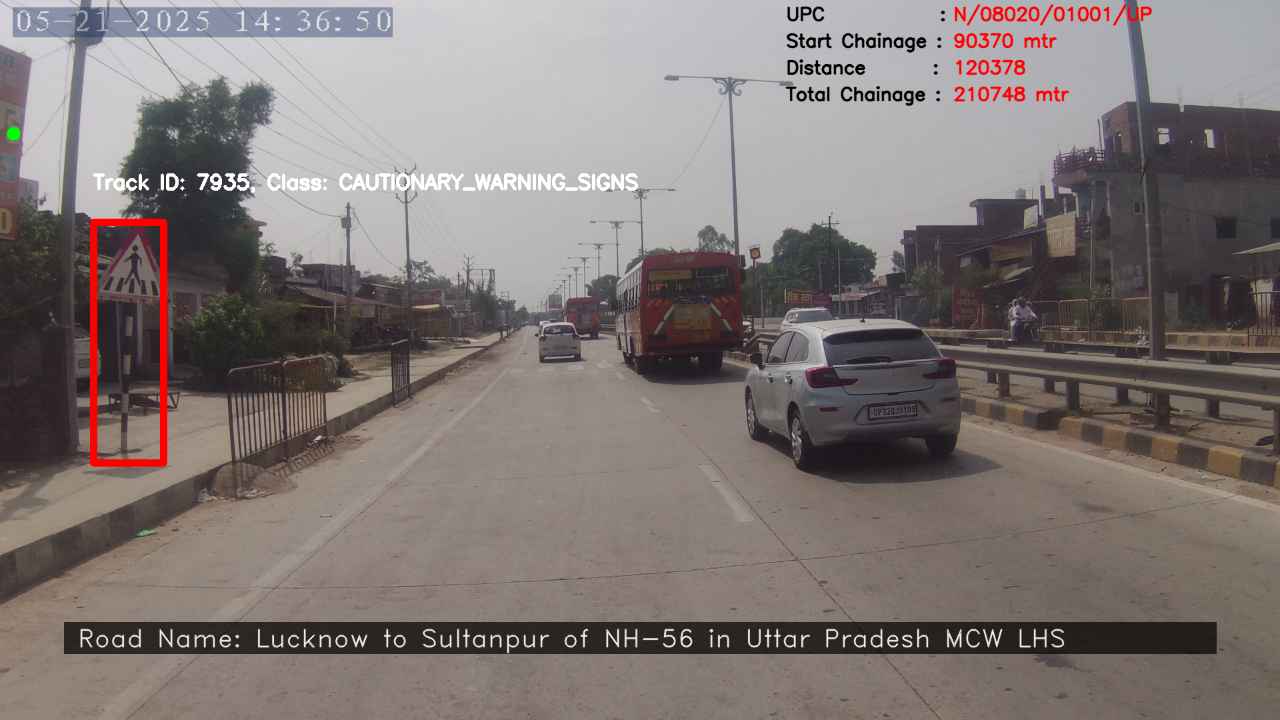 05-21-2025 14:36:50
UPC : N/08020/01001/UP
Start Chainage : 90370 mtr
Distance : 120378
Total Chainage : 210748 mtr
Track ID: 7935, Class: CAUTIONARY_WARNING_SIGNS
Road Name: Lucknow to Sultanpur of NH-56 in Uttar Pradesh MCW LHS